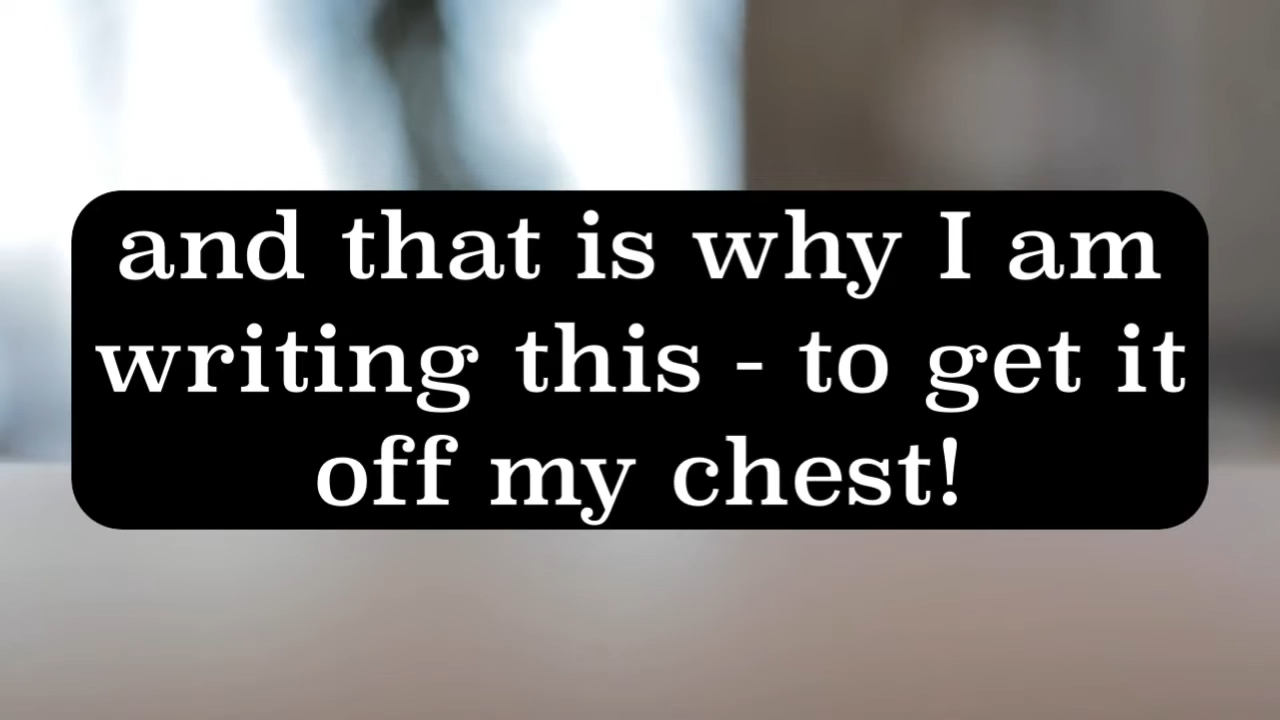 and that is why I am
writing this - to get it
off my chest!